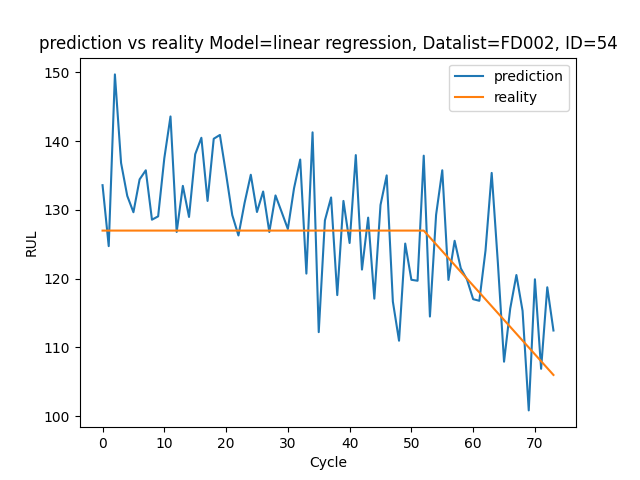 prediction vs reality Model=linear regression, Datalist=FD002, ID=54
prediction
reality
150
140
130
120
110
100
RUL
0 10 20 30 40 50 60 70
Cycle